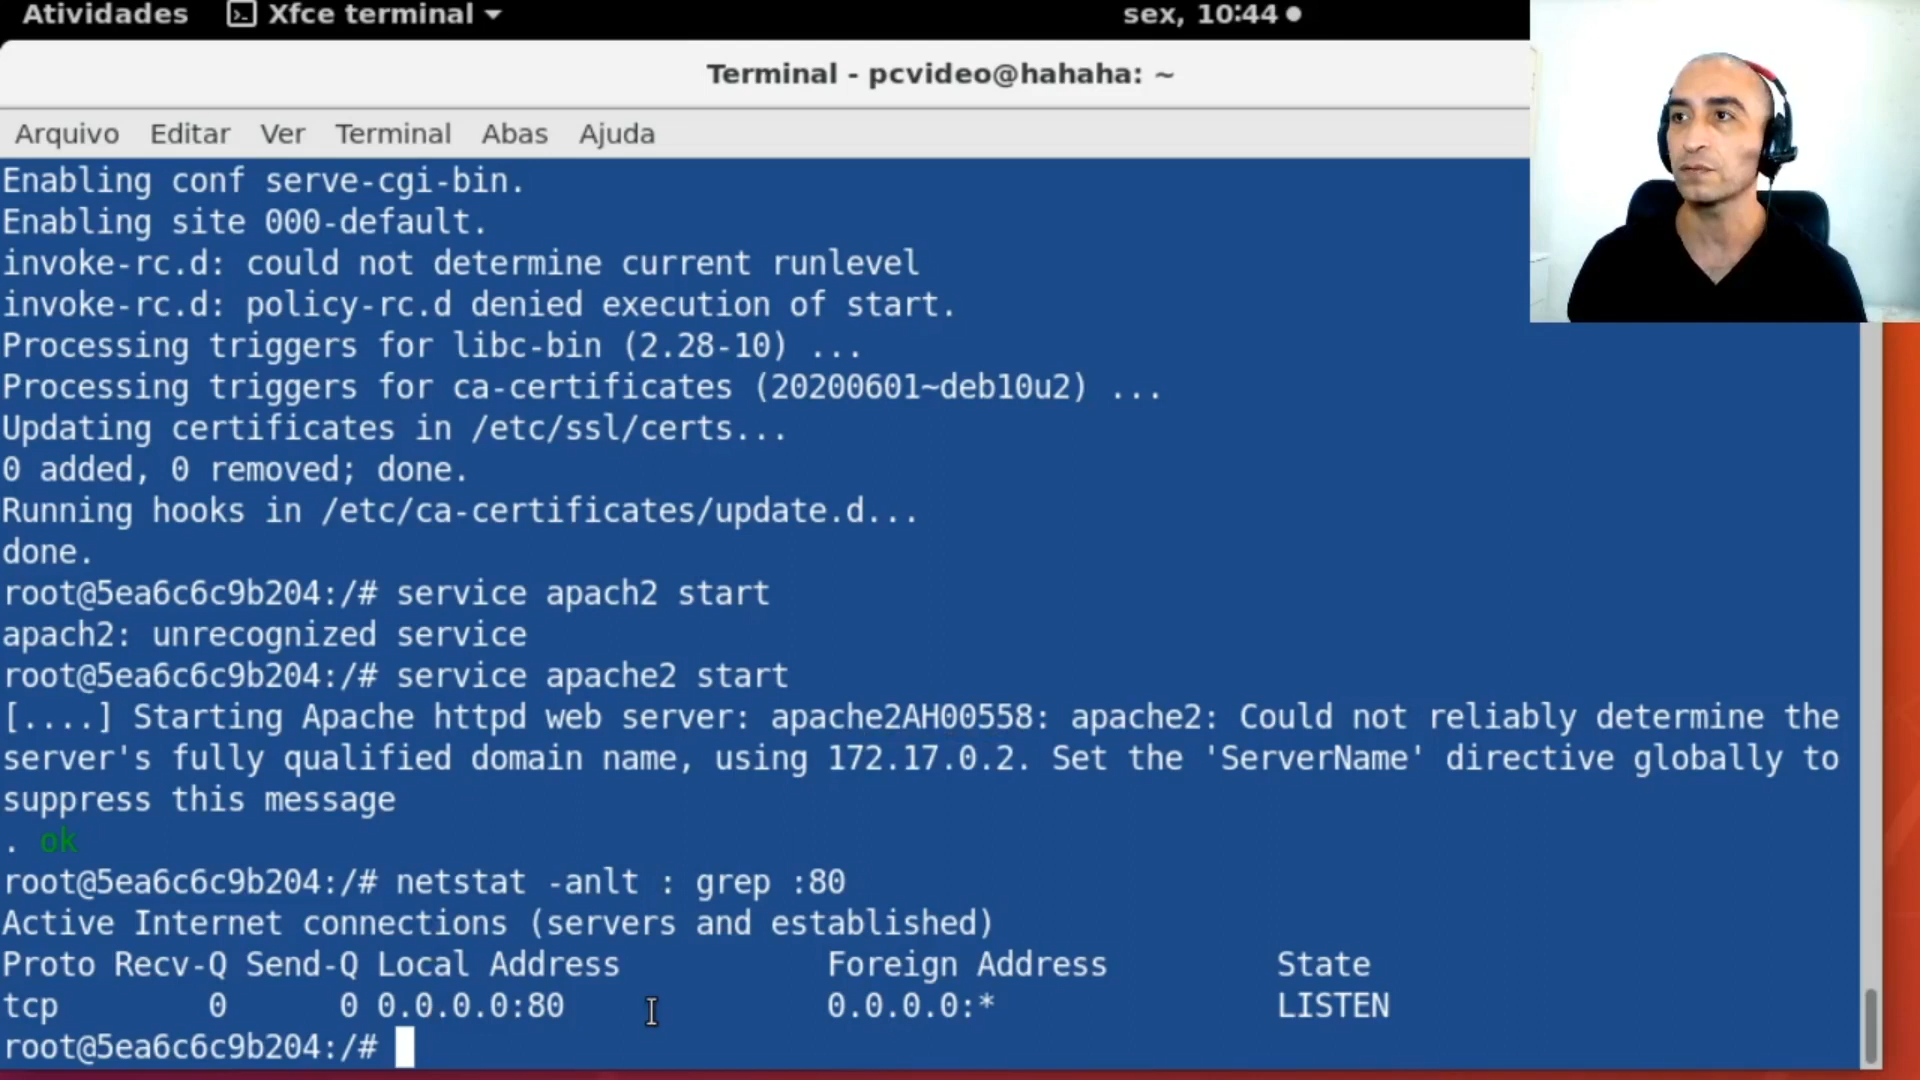 Atividades Xfce terminal sex, 10:44
Terminal - pcvideo@hahaha: ~
Arquivo Editar Ver Terminal Abas Ajuda
Enabling conf serve-cgi-bin.
Enabling site 000-default.
invoke-rc.d: could not determine current runlevel
invoke-rc.d: policy-rc.d denied execution of start.
Processing triggers for libc-bin (2.28-10) ...
Processing triggers for ca-certificates (20200601~deb10u2) ...
Updating certificates in /etc/ssl/certs...
0 added, 0 removed; done.
Running hooks in /etc/ca-certificates/update.d...
done.
root@5ea6c6c9b204:/# service apach2 start
apach2: unrecognized service
root@5ea6c6c9b204:/# service apache2 start
[....] Starting Apache httpd web server: apache2AH00558: apache2: Could not reliably determine the
server's fully qualified domain name, using 172.17.0.2. Set the 'ServerName' directive globally to
suppress this message
. ok
root@5ea6c6c9b204:/# netstat -anlt : grep :80
Active Internet connections (servers and established)
Proto Recv-Q Send-Q Local Address Foreign Address State
tcp 0 0 0.0.0.0:80 0.0.0.0:* LISTEN
root@5ea6c6c9b204:/#